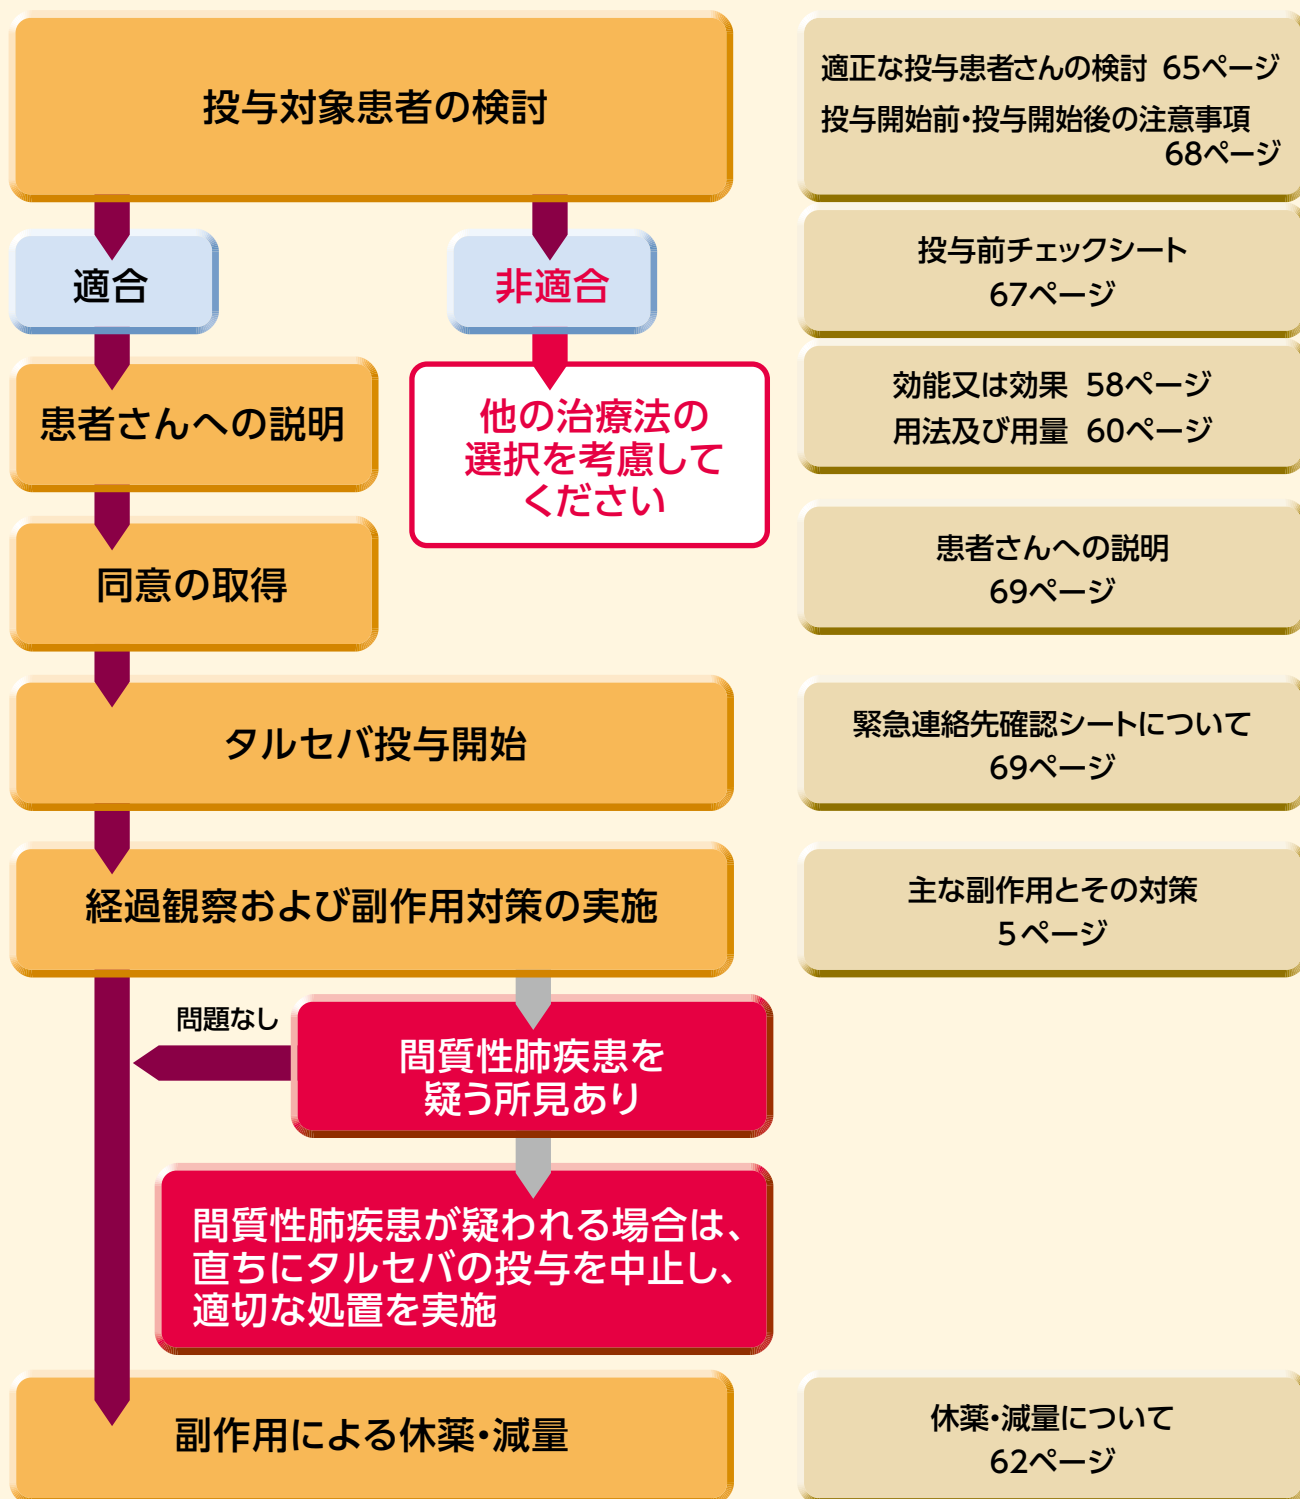 投与対象患者の検討
適正な投与患者さんの検討 65ページ
投与開始前・投与開始後の注意事項
68ページ
適合
非適合
投与前チェックシート
67ページ
患者さんへの説明
他の治療法の
選択を考慮して
ください
効能又は効果 58ページ
用法及び用量 60ページ
同意の取得
患者さんへの説明
69ページ
タルセバ投与開始
緊急連絡先確認シートについて
69ページ
経過観察および副作用対策の実施
主な副作用とその対策
5ページ
問題なし
間質性肺疾患を
疑う所見あり
間質性肺疾患が疑われる場合は、
直ちにタルセバの投与を中止し、
適切な処置を実施
副作用による休薬・減量
休薬・減量について
62ページ